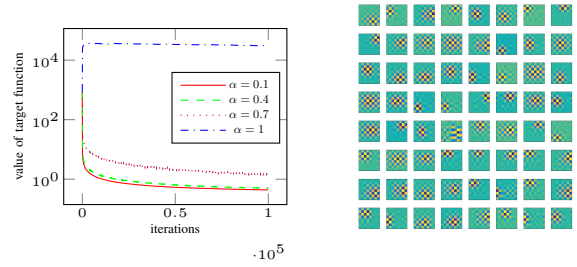 value of target function
10^4
10^2
10^0
α = 0.1
α = 0.4
α = 0.7
α = 1
0 0.5 1
iterations
·10^5